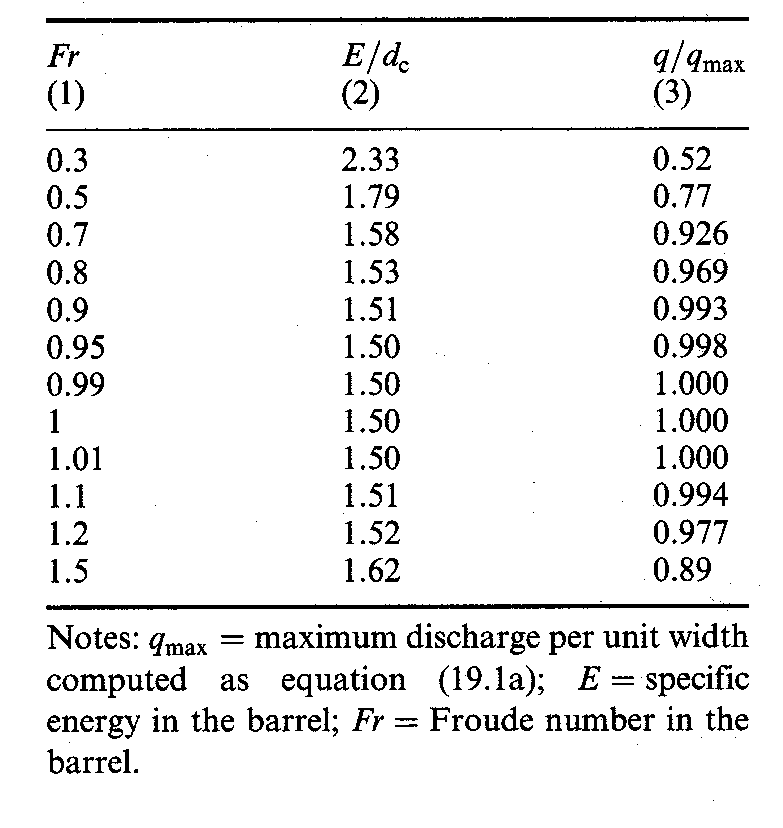 Fr E/dc q/qmax
(1) (2) (3)
0.3 2.33 0.52
0.5 1.79 0.77
0.7 1.58 0.926
0.8 1.53 0.969
0.9 1.51 0.993
0.95 1.50 0.998
0.99 1.50 1.000
1 1.50 1.000
1.01 1.50 1.000
1.1 1.51 0.994
1.2 1.52 0.977
1.5 1.62 0.89
Notes: qmax = maximum discharge per unit width
computed as equation (19.1a); E = specific
energy in the barrel; Fr = Froude number in the
barrel.